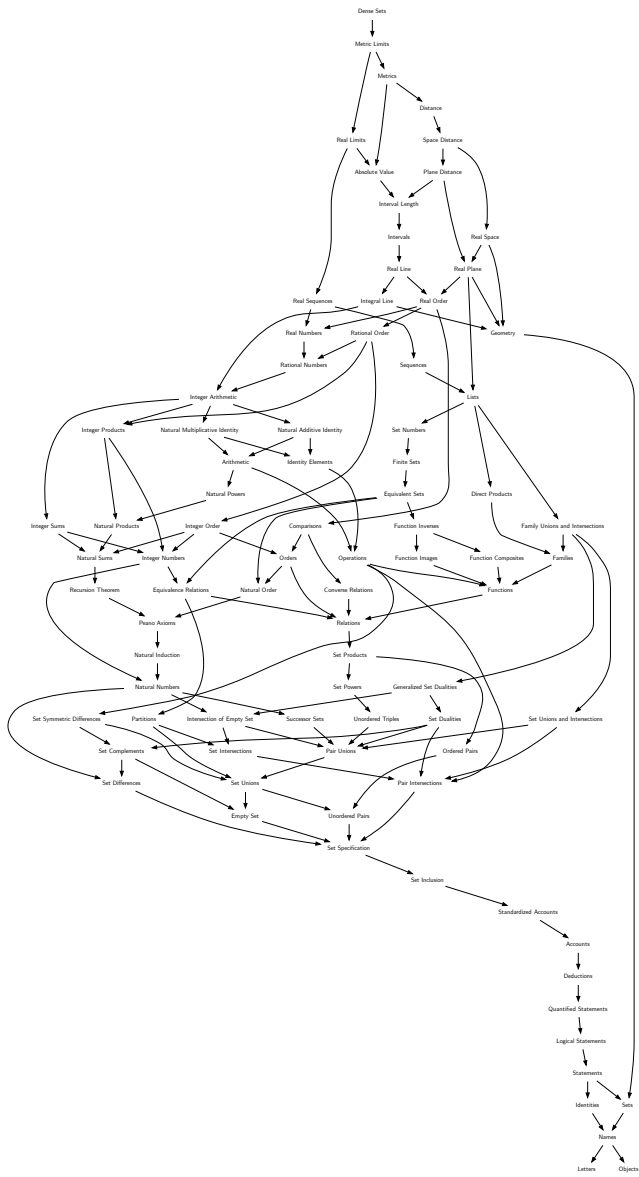 Dense Sets
Metric Limits
Metrics
Distance
Real Limits
Space Distance
Absolute Value
Plane Distance
Interval Length
Intervals
Real Space
Real Line
Real Plane
Real Sequences
Integral Line
Real Order
Real Numbers
Rational Order
Geometry
Rational Numbers
Sequences
Integer Arithmetic
Lists
Integer Products
Natural Multiplicative Identity
Natural Additive Identity
Set Numbers
Arithmetic
Identity Elements
Finite Sets
Natural Powers
Equivalent Sets
Direct Products
Integer Sums
Natural Products
Integer Order
Comparisons
Function Inverses
Family Unions and Intersections
Natural Sums
Integer Numbers
Orders
Operations
Function Images
Function Composites
Families
Recursion Theorem
Equivalence Relations
Natural Order
Converse Relations
Functions
Peano Axioms
Relations
Natural Induction
Set Products
Natural Numbers
Set Powers
Generalized Set Dualities
Set Symmetric Differences
Partitions
Intersection of Empty Set
Successor Sets
Unordered Triples
Set Dualities
Set Unions and Intersections
Set Complements
Set Intersections
Pair Unions
Ordered Pairs
Set Differences
Set Unions
Pair Intersections
Empty Set
Unordered Pairs
Set Specification
Set Inclusion
Standardized Accounts
Accounts
Deductions
Quantified Statements
Logical Statements
Statements
Identities
Sets
Names
Letters
Objects